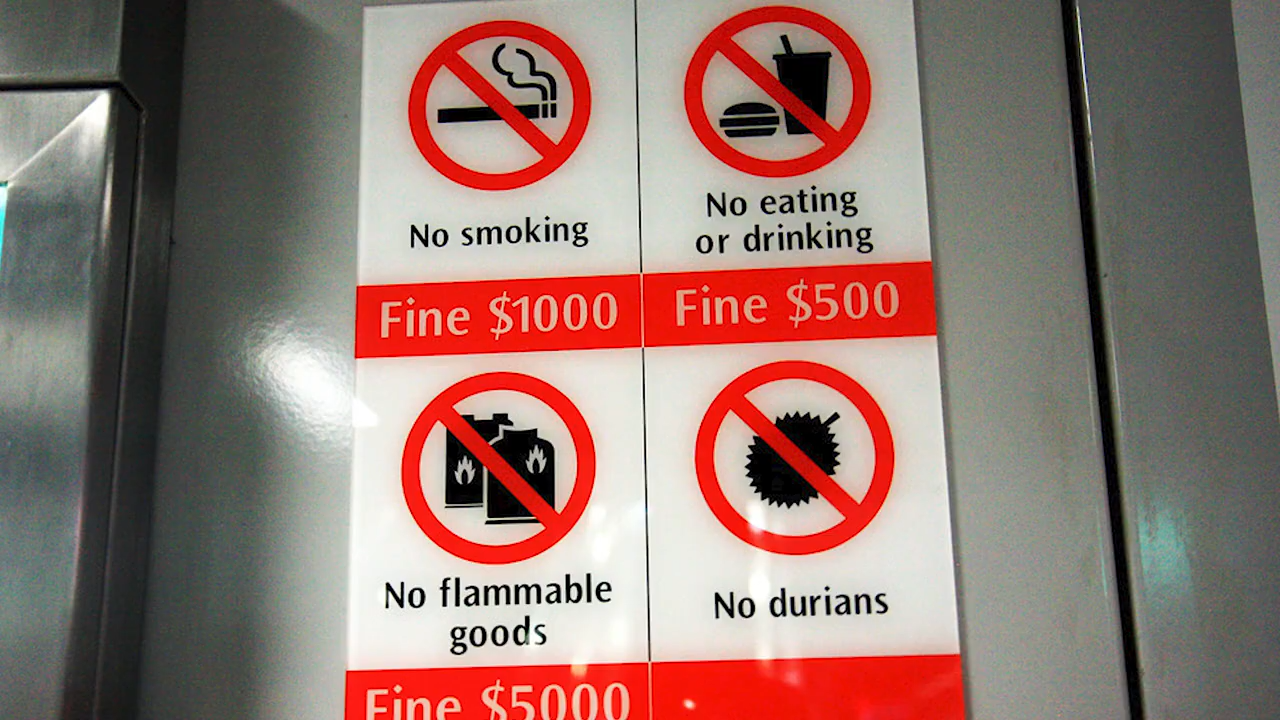 No smoking
Fine $1000
No eating
or drinking
Fine $500
No flammable
goods
Fine $5000
No durians